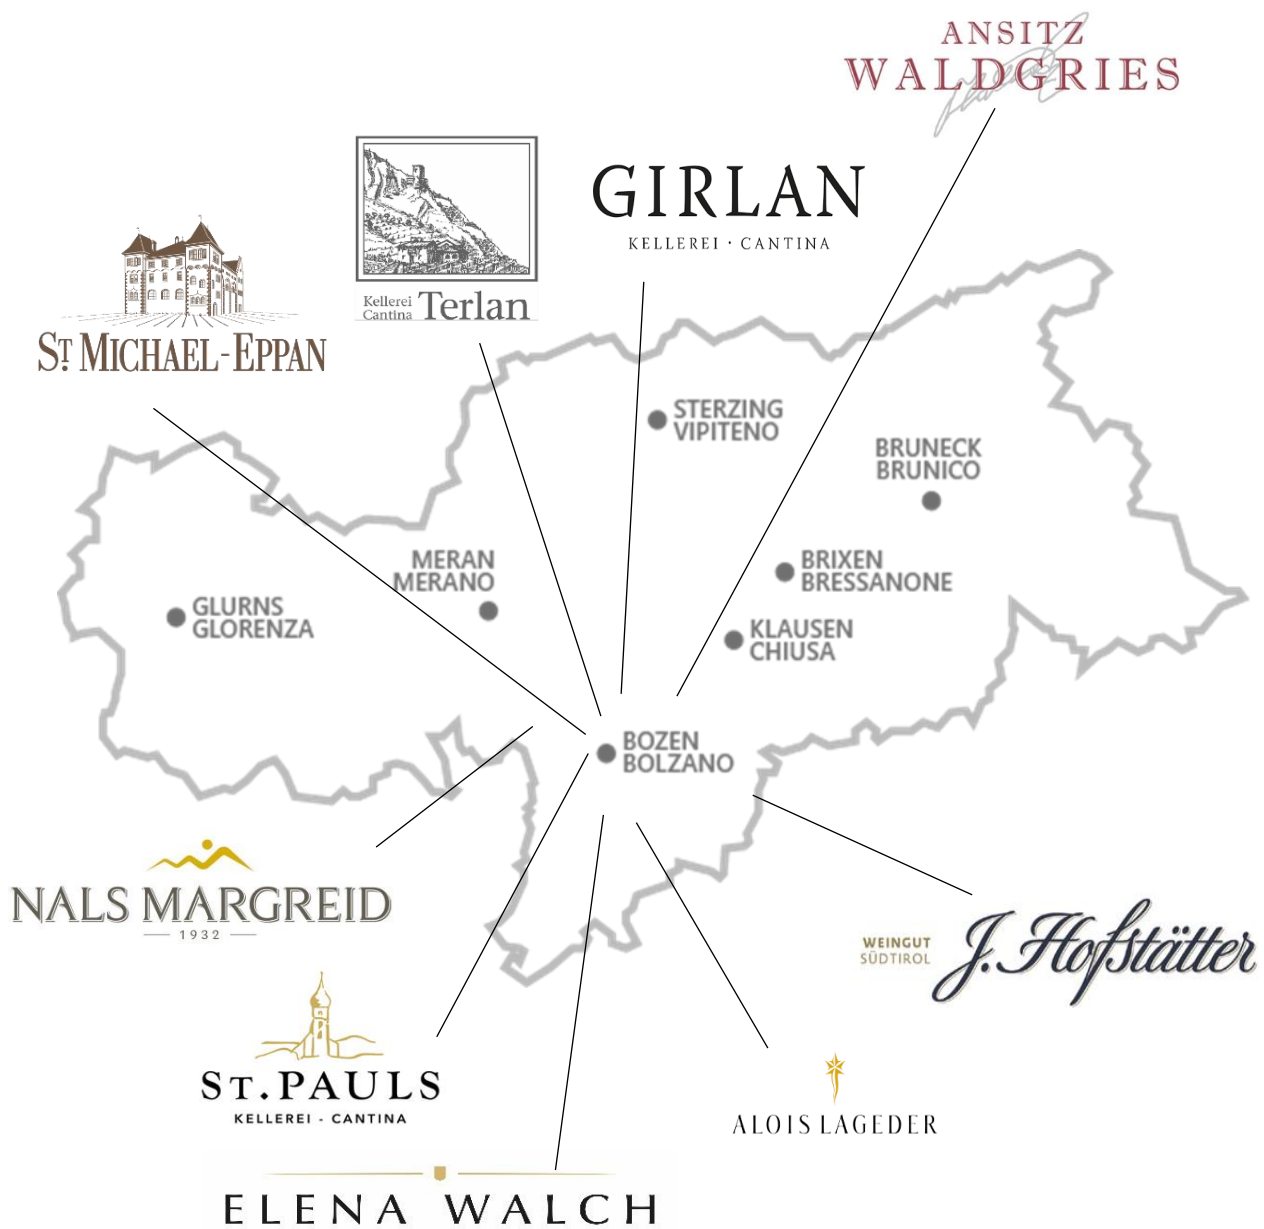 ANSITZ
WALDGRIES
GIRLAN
KELLEREI · CANTINA
Kellerei
Cantina Terlan
ST. MICHAEL-EPPAN
STERZING
VIPITENO
BRUNECK
BRUNICO
MERAN
MERANO
BRIXEN
BRESSANONE
GLURNS
GLORENZA
KLAUSEN
CHIUSA
BOZEN
BOLZANO
NALS MARGREID
1932
WEINGUT
SÜDTIROL
J. Hofstätter
ST. PAULS
KELLEREI - CANTINA
ALOIS LAGEDER
ELENA WALCH